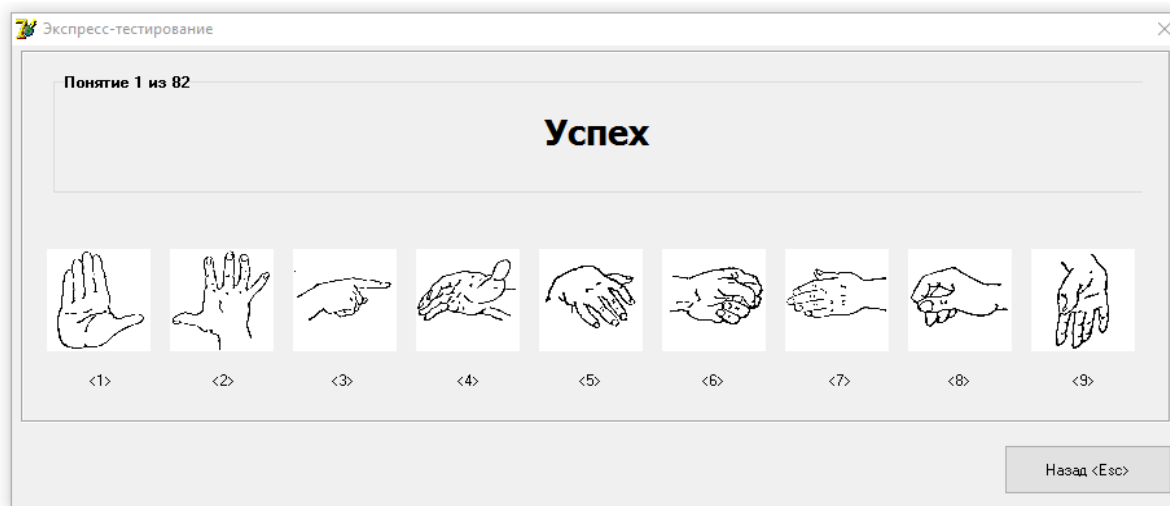 Экспресс-тестирование
Понятие 1 из 82
Успех
<1> <2> <3> <4> <5> <6> <7> <8> <9>
Назад <Esc>